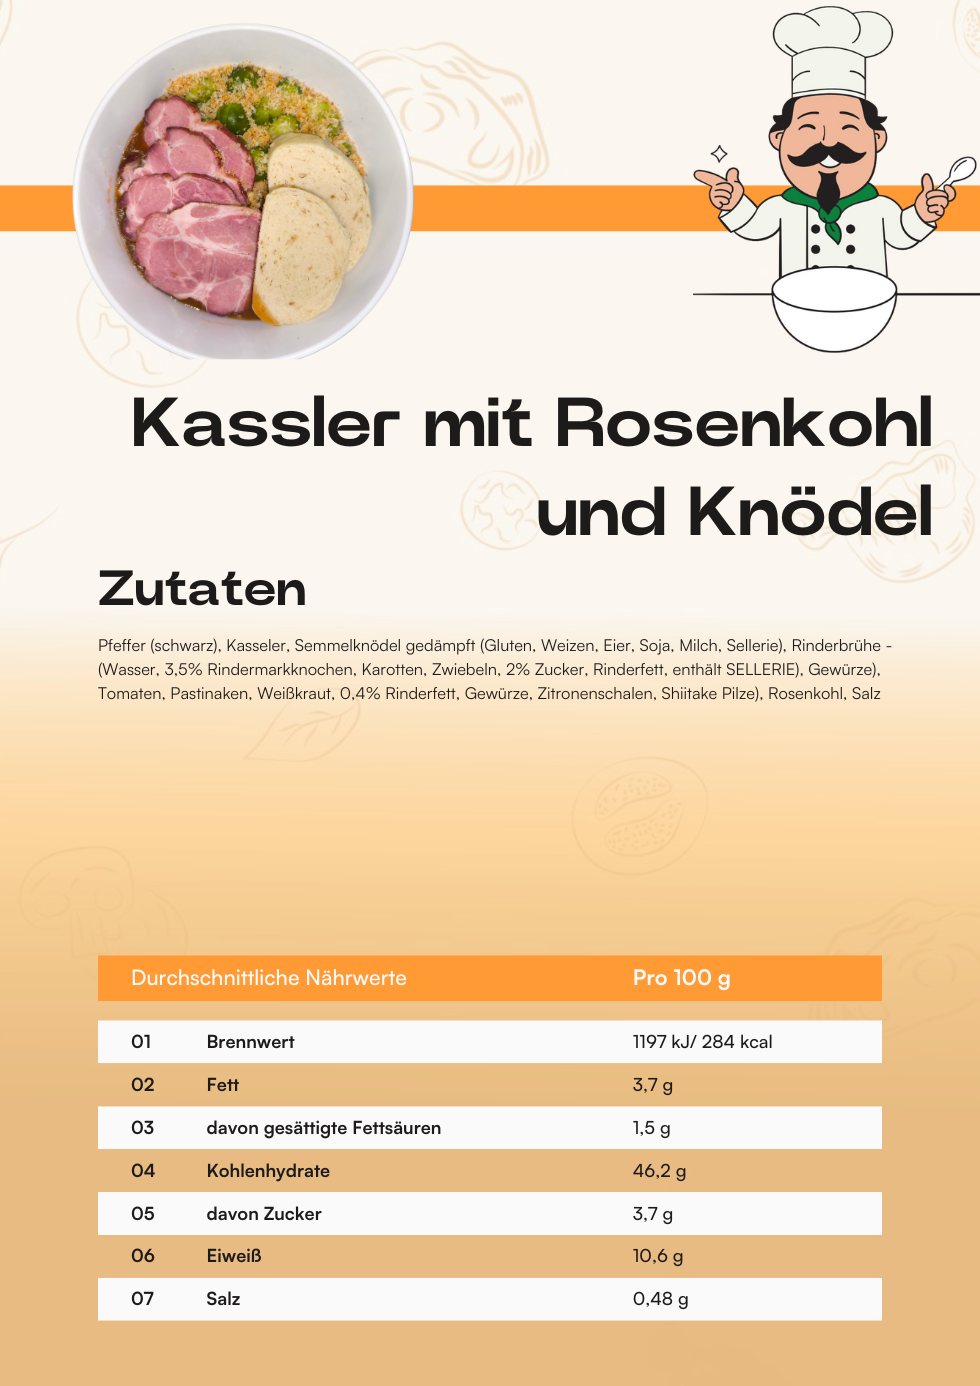 Kassler mit Rosenkohl
und Knödel
Zutaten
Pfeffer (schwarz), Kasseler, Semmelknödel gedämpft (Gluten, Weizen, Eier, Soja, Milch, Sellerie), Rinderbrühe -
(Wasser, 3,5% Rindermarkknochen, Karotten, Zwiebeln, 2% Zucker, Rinderfett, enthält SELLERIE), Gewürze),
Tomaten, Pastinaken, Weißkraut, 0,4% Rinderfett, Gewürze, Zitronenschalen, Shiitake Pilze), Rosenkohl, Salz
Durchschnittliche Nährwerte Pro 100 g
01 Brennwert 1197 kJ/ 284 kcal
02 Fett 3,7 g
03 davon gesättigte Fettsäuren 1,5 g
04 Kohlenhydrate 46,2 g
05 davon Zucker 3,7 g
06 Eiweiß 10,6 g
07 Salz 0,48 g